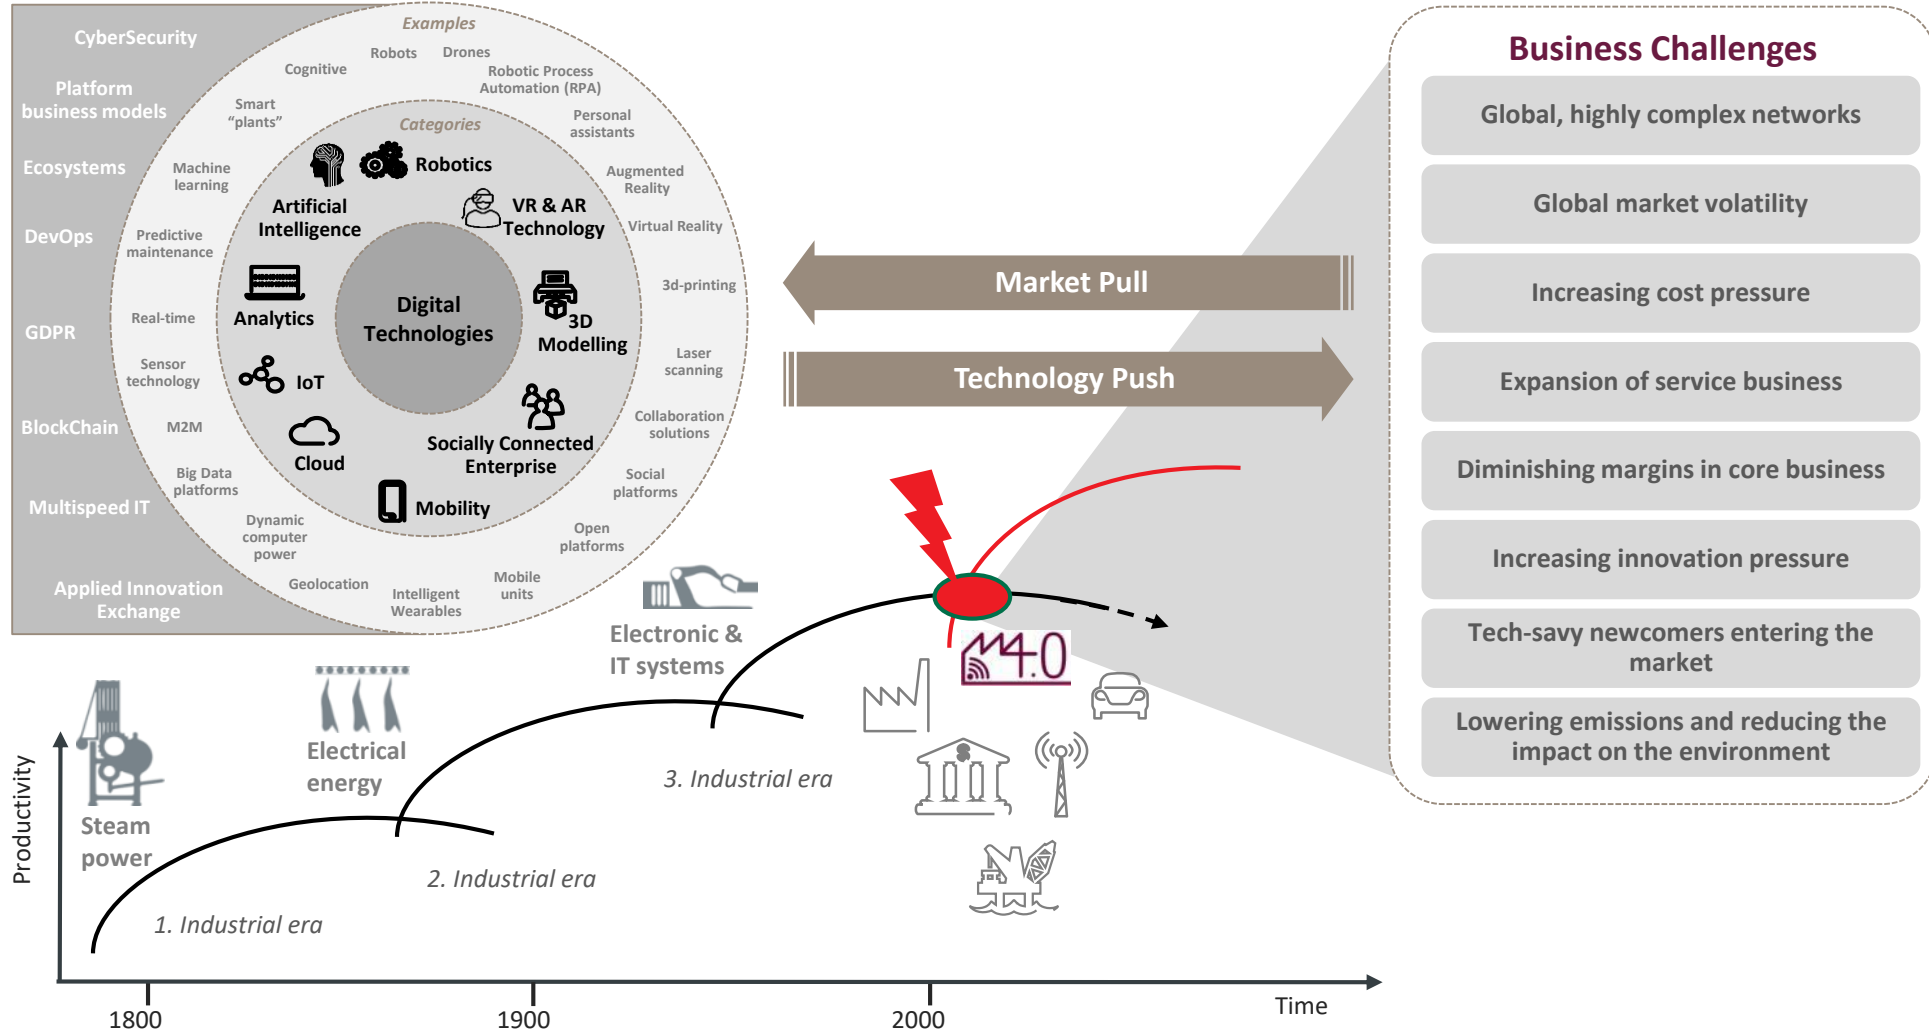 CyberSecurity
Platform
business models
Ecosystems
DevOps
GDPR
BlockChain
Multispeed IT
Applied Innovation
Exchange
Examples
Cognitive
Robots
Drones
Robotic Process
Automation (RPA)
Smart
“plants”
Personal
assistants
Machine
learning
Augmented
Reality
Predictive
maintenance
Virtual Reality
Real-time
3d-printing
Sensor
technology
Laser
scanning
M2M
Collaboration
solutions
Big Data
platforms
Social
platforms
Dynamic
computer
power
Open
platforms
Geolocation
Intelligent
Wearables
Mobile
units
Categories
Robotics
Artificial
Intelligence
VR & AR
Technology
Analytics
3D
Modelling
IoT
Cloud
Socially Connected
Enterprise
Mobility
Digital
Technologies
Market Pull
Technology Push
Business Challenges
Global, highly complex networks
Global market volatility
Increasing cost pressure
Expansion of service business
Diminishing margins in core business
Increasing innovation pressure
Tech-savy newcomers entering the
market
Lowering emissions and reducing the
impact on the environment
Electronic &
IT systems
Electrical
energy
Steam
power
4.0
3. Industrial era
2. Industrial era
1. Industrial era
Productivity
1800
1900
2000
Time